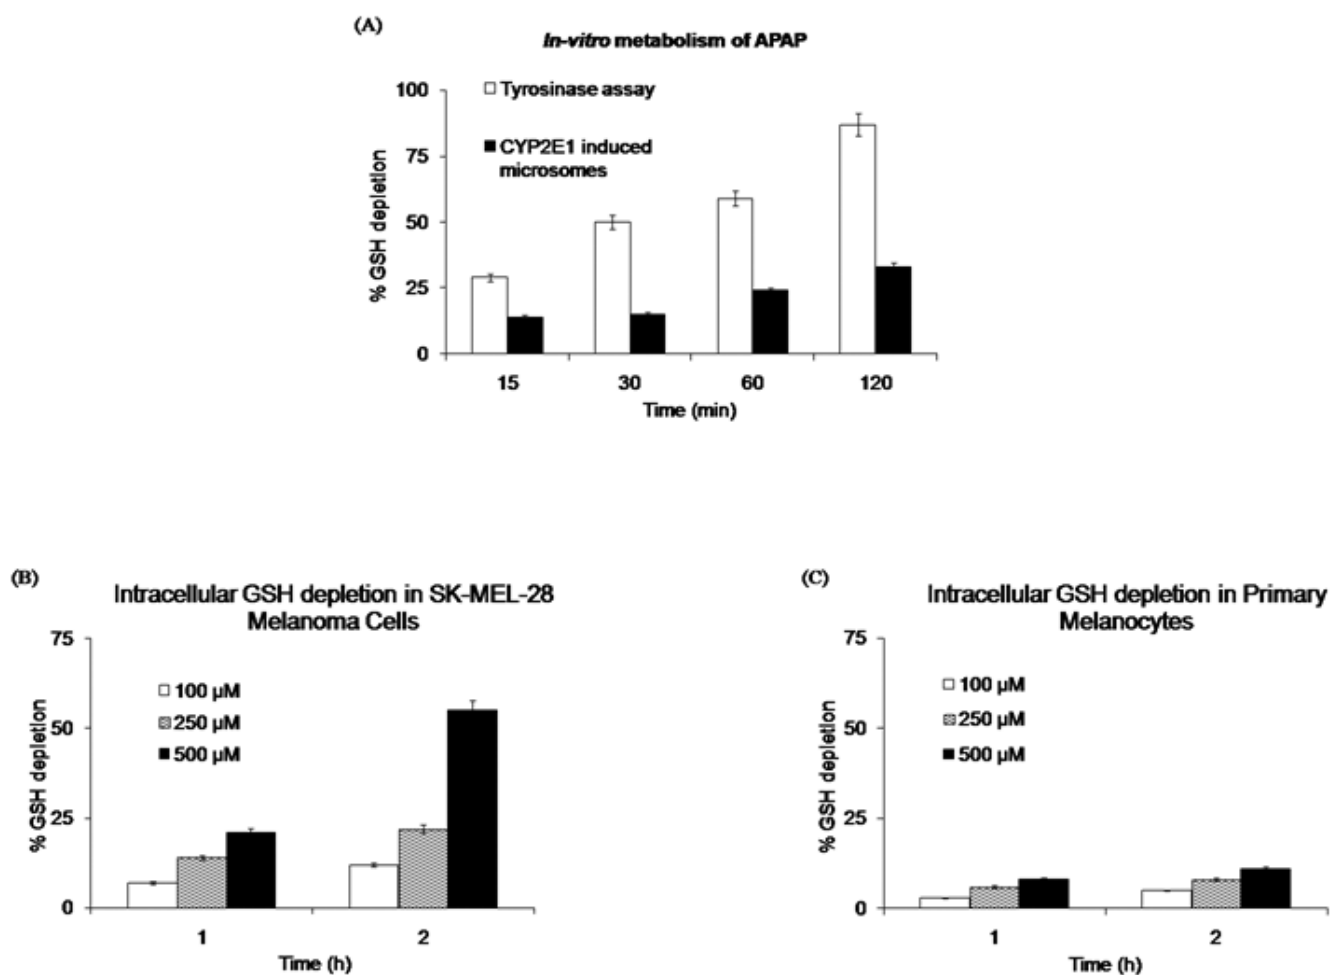 (A)
In-vitro metabolism of APAP
100
75
50
25
0
% GSH depletion
Tyrosinase assay
CYP2E1 induced
microsomes
15 30 60 120
Time (min)
(B)
Intracellular GSH depletion in SK-MEL-28
Melanoma Cells
75
50
25
0
% GSH depletion
100 µM
250 µM
500 µM
1 2
Time (h)
(C)
Intracellular GSH depletion in Primary
Melanocytes
75
50
25
0
% GSH depletion
100 µM
250 µM
500 µM
1 2
Time (h)